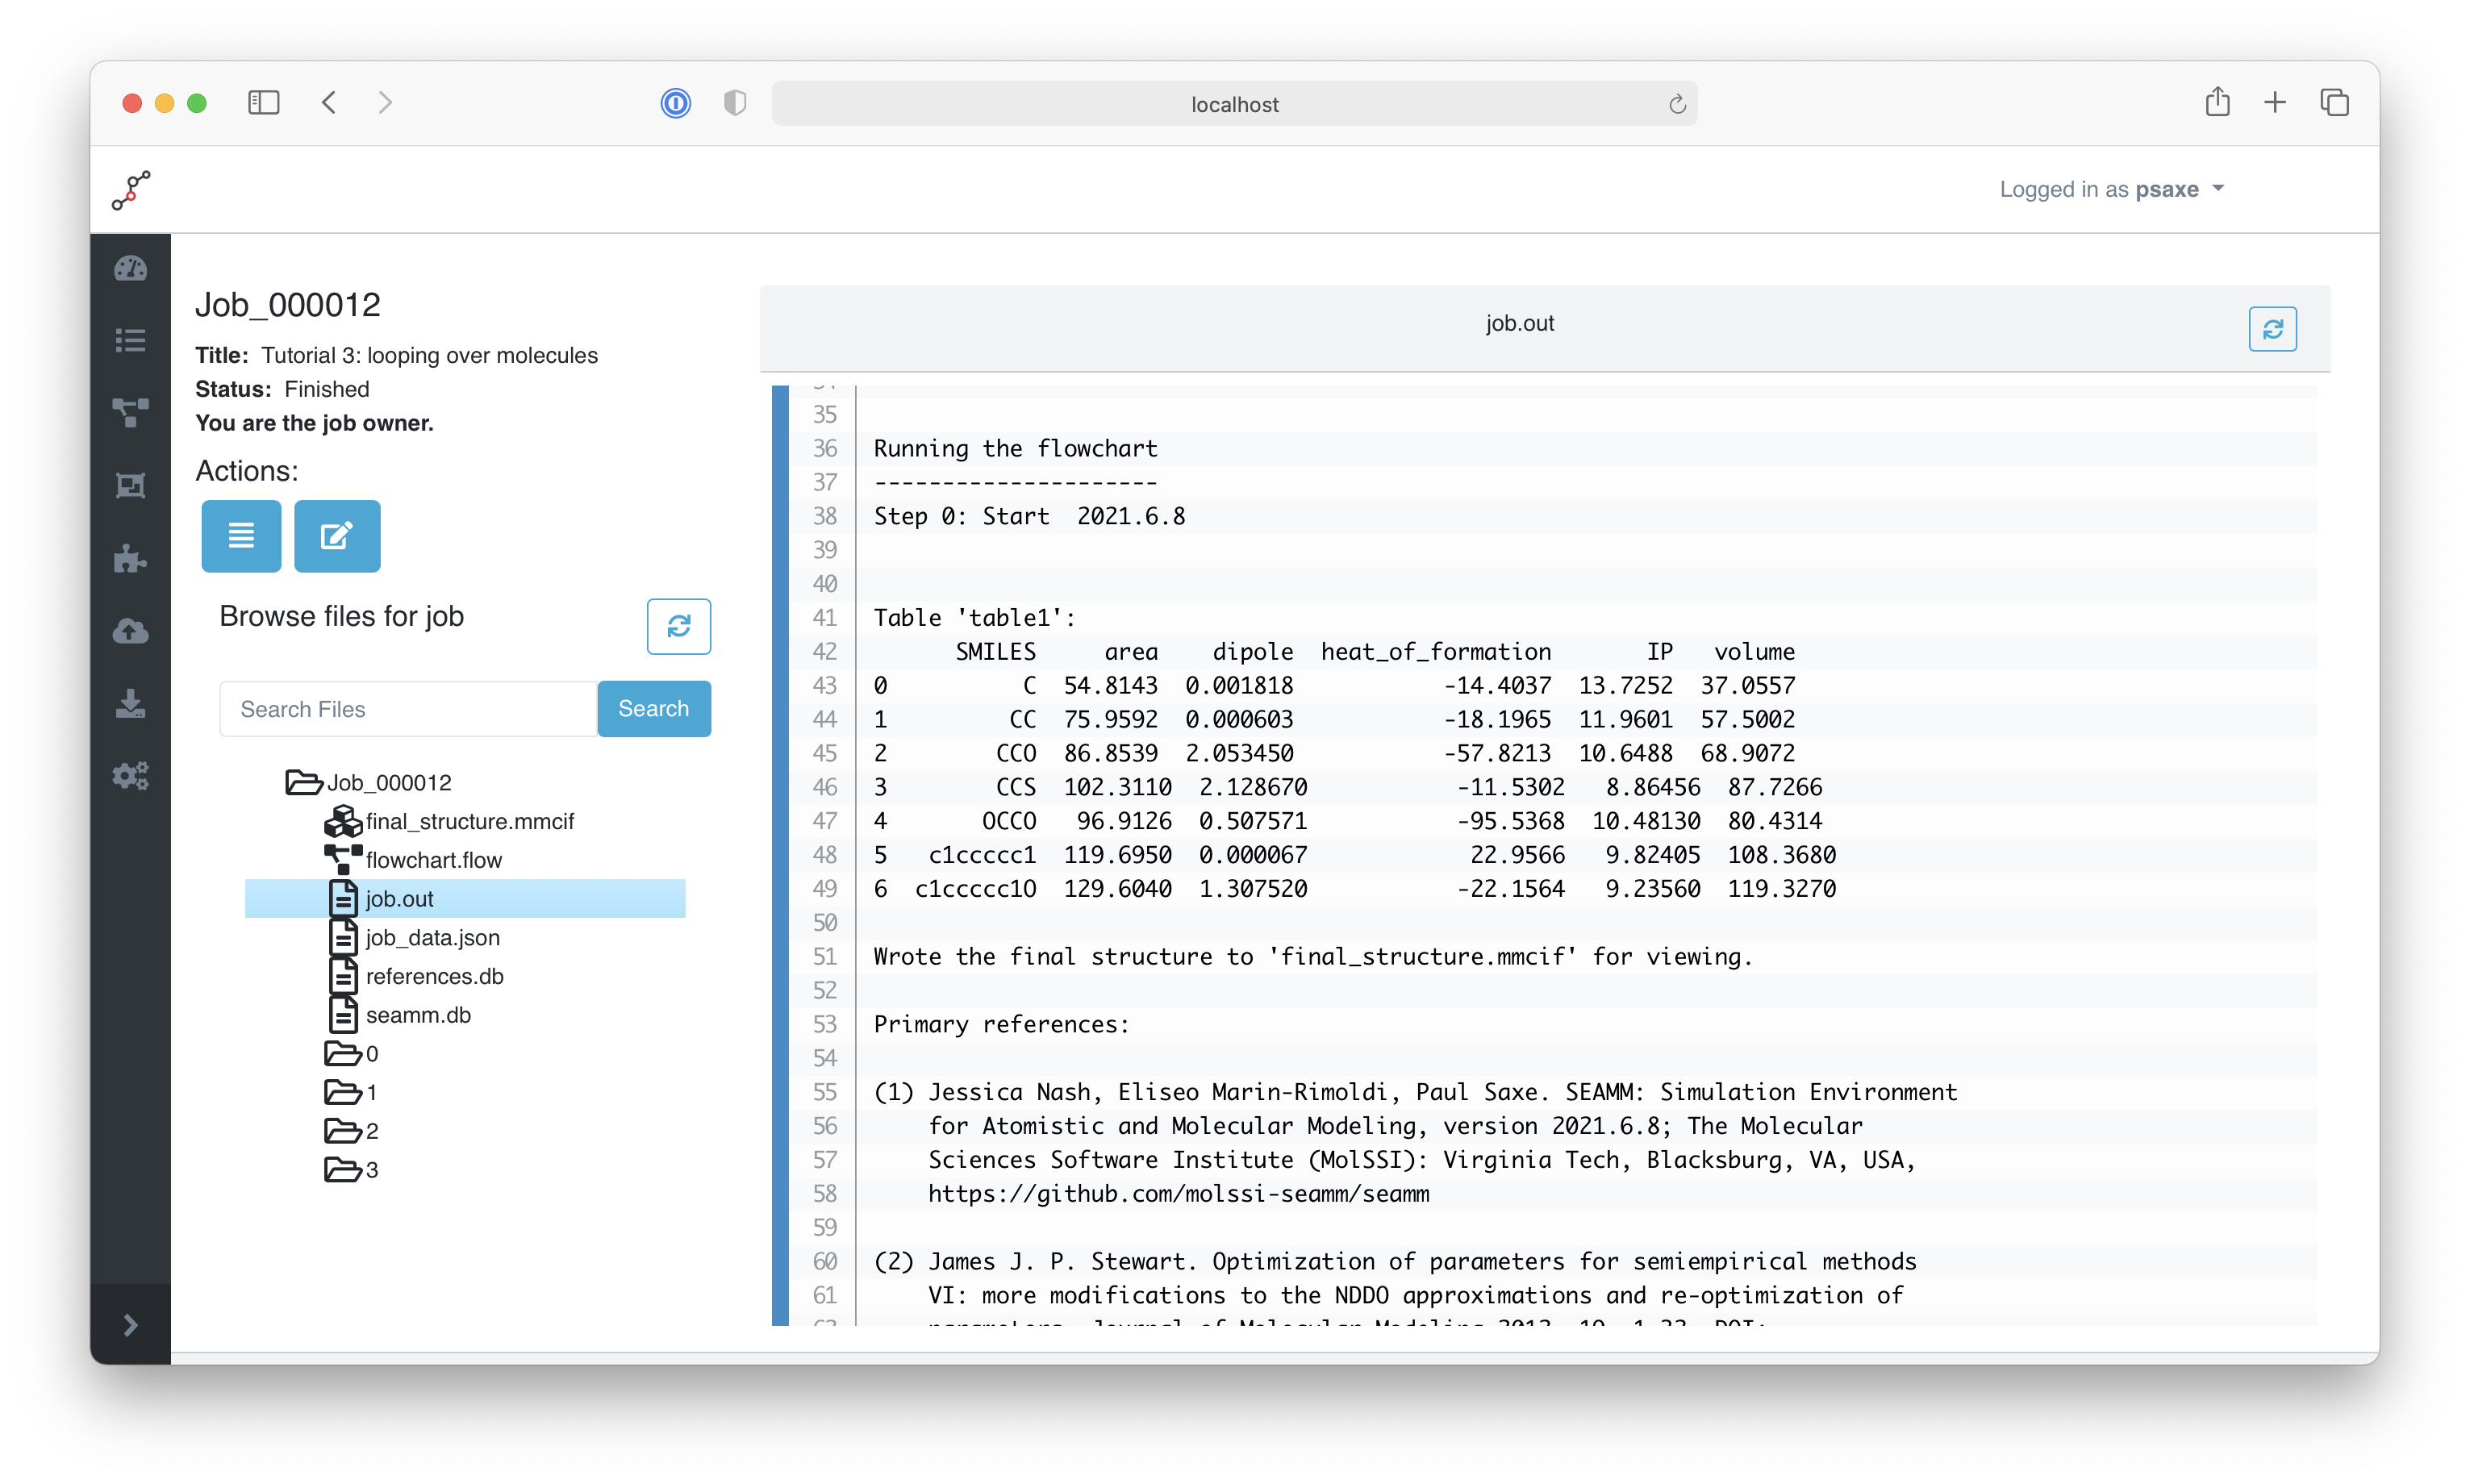 localhost
Logged in as psaxe
Job_000012
Title: Tutorial 3: looping over molecules
Status: Finished
You are the job owner.
Actions:
Browse files for job
Search Files
Search
Job_000012
final_structure.mmcif
flowchart.flow
job.out
job_data.json
references.db
seamm.db
0
1
2
3
job.out
35
36 Running the flowchart
37 ---------------------
38 Step 0: Start  2021.6.8
39
40
41 Table 'table1':
42       SMILES     area    dipole  heat_of_formation       IP   volume
43 0          C  54.8143  0.001818           -14.4037  13.7252  37.0557
44 1         CC  75.9592  0.000603           -18.1965  11.9601  57.5002
45 2        CCO  86.8539  2.053450           -57.8213  10.6488  68.9072
46 3        CCS  102.3110  2.128670           -11.5302   8.86456  87.7266
47 4       OCCO   96.9126  0.507571           -95.5368  10.48130  80.4314
48 5   c1ccccc1  119.6950  0.000067            22.9566   9.82405  108.3680
49 6  c1ccccc1O  129.6040  1.307520           -22.1564   9.23560  119.3270
50
51 Wrote the final structure to 'final_structure.mmcif' for viewing.
52
53 Primary references:
54
55 (1) Jessica Nash, Eliseo Marin-Rimoldi, Paul Saxe. SEAMM: Simulation Environment
56     for Atomistic and Molecular Modeling, version 2021.6.8; The Molecular
57     Sciences Software Institute (MolSSI): Virginia Tech, Blacksburg, VA, USA,
58     https://github.com/molssi-seamm/seamm
59
60 (2) James J. P. Stewart. Optimization of parameters for semiempirical methods
61     VI: more modifications to the NDDO approximations and re-optimization of